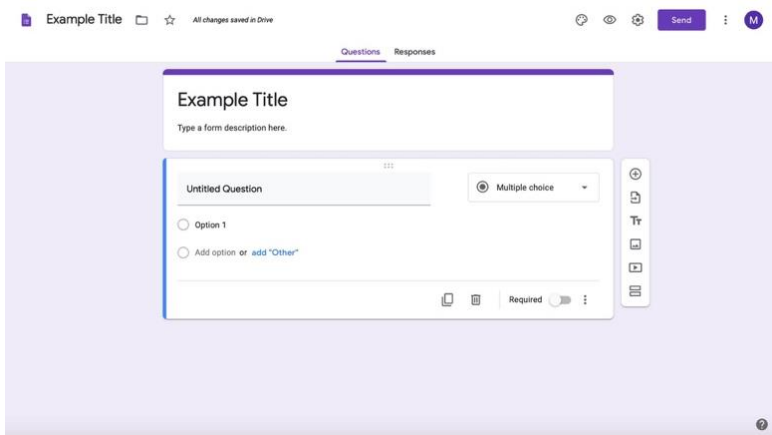 Example Title
All changes saved in Drive
Send
M
Questions Responses
Example Title
Type a form description here.
Untitled Question
Multiple choice
Option 1
Add option or add "Other"
Required
Tт
?